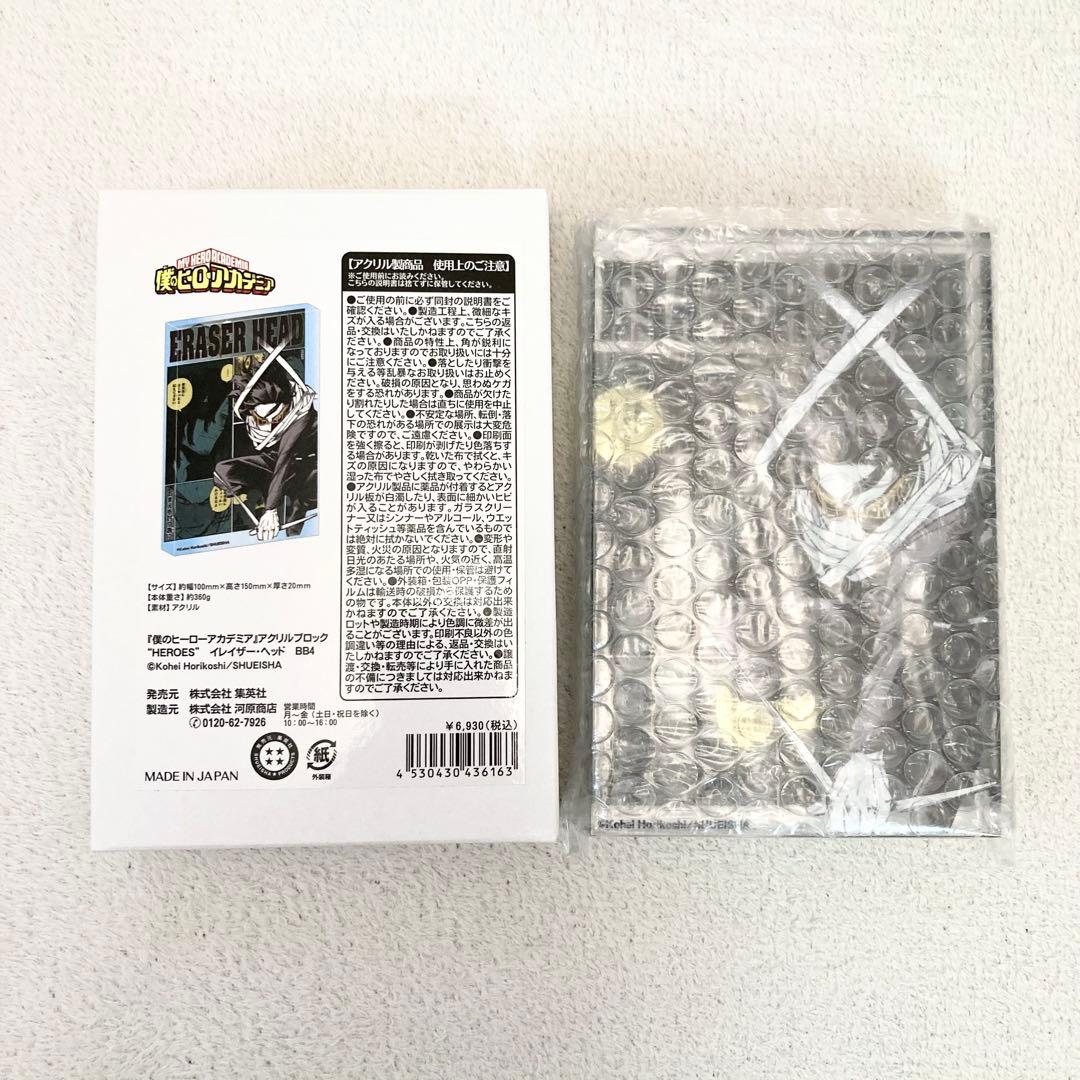 MY HERO ACADEMIA
僕のヒーローアカデミア
ERASER HEAD
©Kohei Horikoshi/SHUEISHA
【サイズ】約幅100mm×高さ150mm×厚さ20mm
【本体重さ】約360g
【素材】アクリル
『僕のヒーローアカデミア』アクリルブロック
“HEROES” イレイザー・ヘッド BB4
©Kohei Horikoshi/SHUEISHA
発売元 株式会社 集英社
製造元 株式会社 河原商店
営業時間
月～金（土日・祝日を除く）
10:00～16:00
0120-62-7926
MADE IN JAPAN
紙
外装箱
【アクリル製商品 使用上のご注意】
※ご使用前にお読みください。
こちらの説明書は捨てずに保管してください。
●ご使用の前に必ず同封の説明書をご
確認ください。●製造工程上、微細なキ
ズが入る場合がございます。こちらの返
品・交換はいたしかねますのでご了承く
ださい。●商品の特性上、角が鋭利に
なっておりますのでお取り扱いには十分
にご注意ください。●落としたり衝撃を
与える等乱暴なお取り扱いはお止めく
ださい。破損の原因となり、思わぬケガ
をする恐れがあります。●商品が欠けた
り割れたりした場合は直ちに使用を中止
してください。●不安定な場所、転倒・落
下の恐れがある場所での展示は大変危
険ですので、ご遠慮ください。●印刷面
を強く擦ると、印刷が剥げたり色落ちす
る場合があります。乾いた布で拭くと、キ
ズの原因になりますので、やわらかい
湿った布でやさしく拭き取ってください。
●アクリル製品に薬品が付着するとアク
リル板が白濁したり、表面に細かいヒビ
が入ることがあります。ガラスクリー
ナー又はシンナーやアルコール、ウエッ
トティッシュ等薬品を含んでいるもので
は絶対に拭かないでください。●変形や
変質、火災の原因となりますので、直射
日光のあたる場所や、火気の近く、高温
多湿になる場所での使用・保管は避けて
ください。●外装箱・包装OPP・保護フィ
ルムは輸送時の破損から保護するため
の物です。本体以外の交換は対応出来
かねますのでご了承ください。●製造
ロットや製造時期により色調に微差が出
ることがございます。印刷不良以外の色
調違い等の理由による、返品・交換はい
たしかねますのでご了承ください。●譲
渡・交換・転売等により手に入れた商品
の不備につきましては対応出来かねま
すのでご了承ください。
￥6,930（税込）
4 530430 436163
©Kohei Horikoshi/SHUEISHA